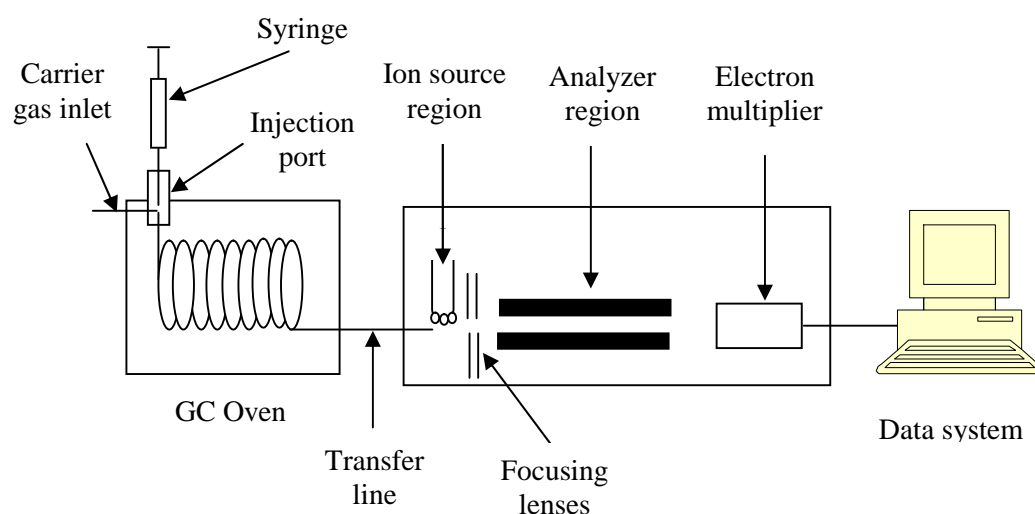 Syringe
Carrier
gas inlet
Injection
port
Ion source
region
Analyzer
region
Electron
multiplier
GC Oven
Transfer
line
Focusing
lenses
Data system